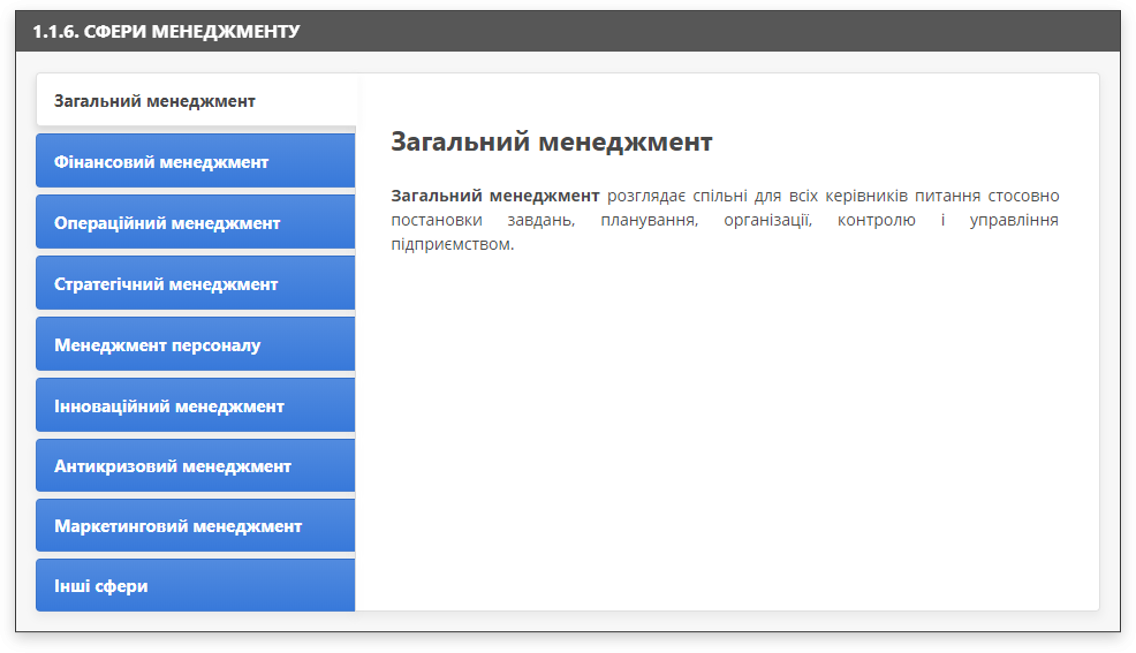 1.1.6. СФЕРИ МЕНЕДЖМЕНТУ
Загальний менеджмент
Фінансовий менеджмент
Операційний менеджмент
Стратегічний менеджмент
Менеджмент персоналу
Інноваційний менеджмент
Антикризовий менеджмент
Маркетинговий менеджмент
Інші сфери
Загальний менеджмент
Загальний менеджмент розглядає спільні для всіх керівників питання стосовно
постановки завдань, планування, організації, контролю і управління
підприємством.